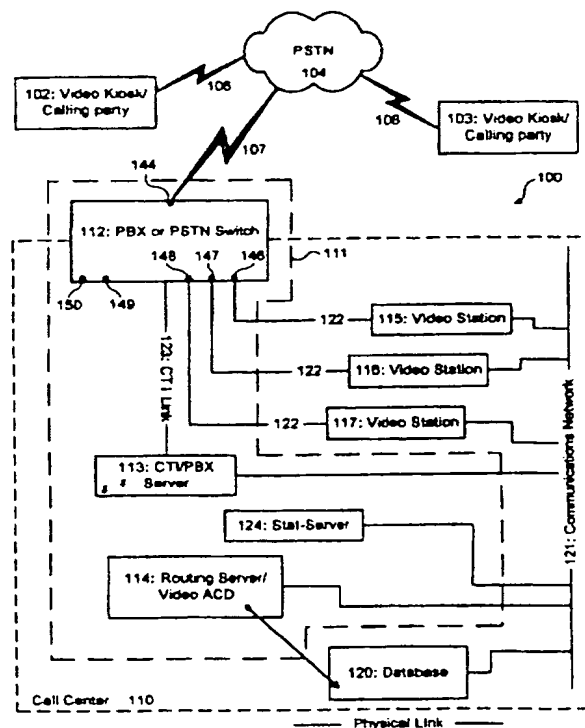 PSTN
104
106
102: Video Kiosk/
Calling party
108
103: Video Kiosk/
Calling party
107
144
100
112: PBX or PSTN Switch
148
147
146
111
150
149
122
115: Video Station
122
116: Video Station
123: CTI Link
122
117: Video Station
121: Communications Network
113: CTI/PBX
Server
124: Stat-Server
114: Routing Server/
Video ACD
120: Database
Call Center 110
Physical Link